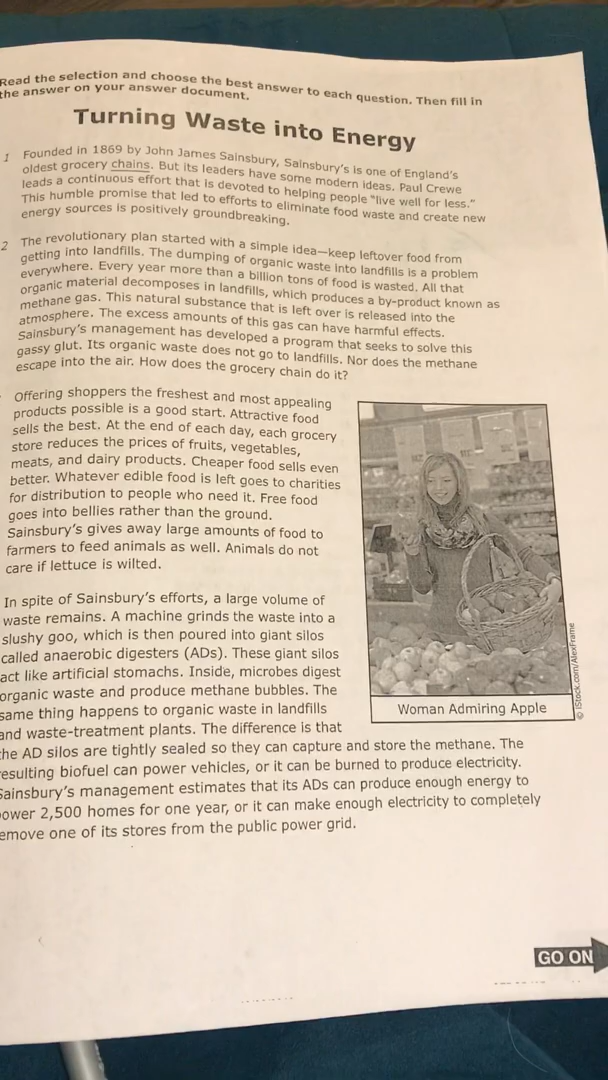 Read the selection and choose the best answer to each question. Then fill in
the answer on your answer document.
Turning Waste into Energy
1 Founded in 1869 by John James Sainsbury, Sainsbury's is one of England's
oldest grocery chains. But its leaders have some modern ideas. Paul Crewe
leads a continuous effort that is devoted to helping people "live well for less."
This humble promise that led to efforts to eliminate food waste and create new
energy sources is positively groundbreaking.
2 The revolutionary plan started with a simple idea—keep leftover food from
getting into landfills. The dumping of organic waste into landfills is a problem
everywhere. Every year more than a billion tons of food is wasted. All that
organic material decomposes in landfills, which produces a by-product known as
methane gas. This natural substance that is left over is released into the
atmosphere. The excess amounts of this gas can have harmful effects.
Sainsbury's management has developed a program that seeks to solve this
gassy glut. Its organic waste does not go to landfills. Nor does the methane
escape into the air. How does the grocery chain do it?
Offering shoppers the freshest and most appealing
products possible is a good start. Attractive food
sells the best. At the end of each day, each grocery
store reduces the prices of fruits, vegetables,
meats, and dairy products. Cheaper food sells even
better. Whatever edible food is left goes to charities
for distribution to people who need it. Free food
goes into bellies rather than the ground.
Sainsbury's gives away large amounts of food to
farmers to feed animals as well. Animals do not
care if lettuce is wilted.
In spite of Sainsbury's efforts, a large volume of
waste remains. A machine grinds the waste into a
slushy goo, which is then poured into giant silos
called anaerobic digesters (ADs). These giant silos
act like artificial stomachs. Inside, microbes digest
organic waste and produce methane bubbles. The
same thing happens to organic waste in landfills
and waste-treatment plants. The difference is that
the AD silos are tightly sealed so they can capture and store the methane. The
resulting biofuel can power vehicles, or it can be burned to produce electricity.
Sainsbury's management estimates that its ADs can produce enough energy to
power 2,500 homes for one year, or it can make enough electricity to completely
remove one of its stores from the public power grid.
Woman Admiring Apple
© iStock.com/AlexFrame
GO ON